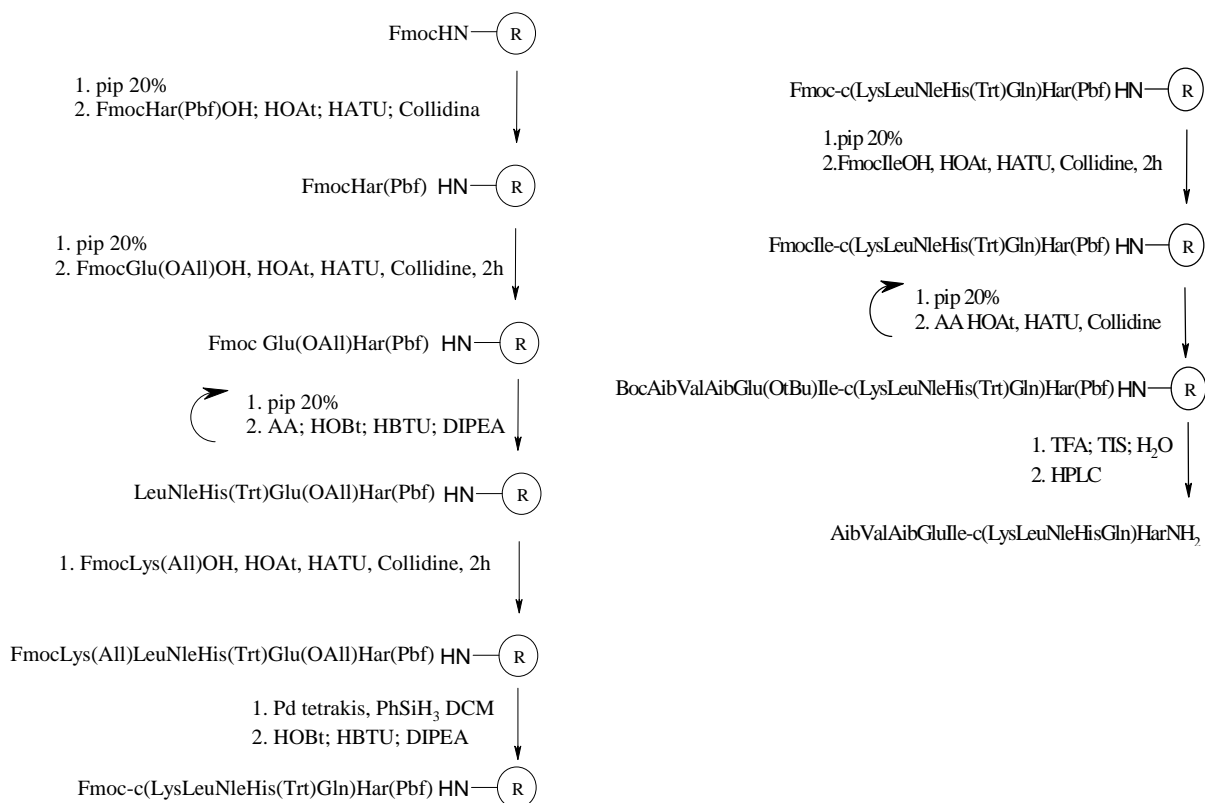 FmocHN R
1. pip 20%
2. FmocHar(Pbf)OH; HOAt; HATU; Collidina
FmocHar(Pbf) HN R
1. pip 20%
2. FmocGlu(OAll)OH, HOAt, HATU, Collidine, 2h
Fmoc Glu(OAll)Har(Pbf) HN R
1. pip 20%
2. AA; HOBt; HBTU; DIPEA
LeuNleHis(Trt)Glu(OAll)Har(Pbf) HN R
1. FmocLys(All)OH, HOAt, HATU, Collidine, 2h
FmocLys(All)LeuNleHis(Trt)Glu(OAll)Har(Pbf) HN R
1. Pd tetrakis, PhSiH3 DCM
2. HOBt; HBTU; DIPEA
Fmoc-c(LysLeuNleHis(Trt)Gln)Har(Pbf) HN R
Fmoc-c(LysLeuNleHis(Trt)Gln)Har(Pbf) HN R
1.pip 20%
2.FmocIleOH, HOAt, HATU, Collidine, 2h
FmocIle-c(LysLeuNleHis(Trt)Gln)Har(Pbf) HN R
1. pip 20%
2. AA HOAt, HATU, Collidine
BocAibValAibGlu(OtBu)Ile-c(LysLeuNleHis(Trt)Gln)Har(Pbf) HN R
1. TFA; TIS; H2O
2. HPLC
AibValAibGluIle-c(LysLeuNleHisGln)HarNH2